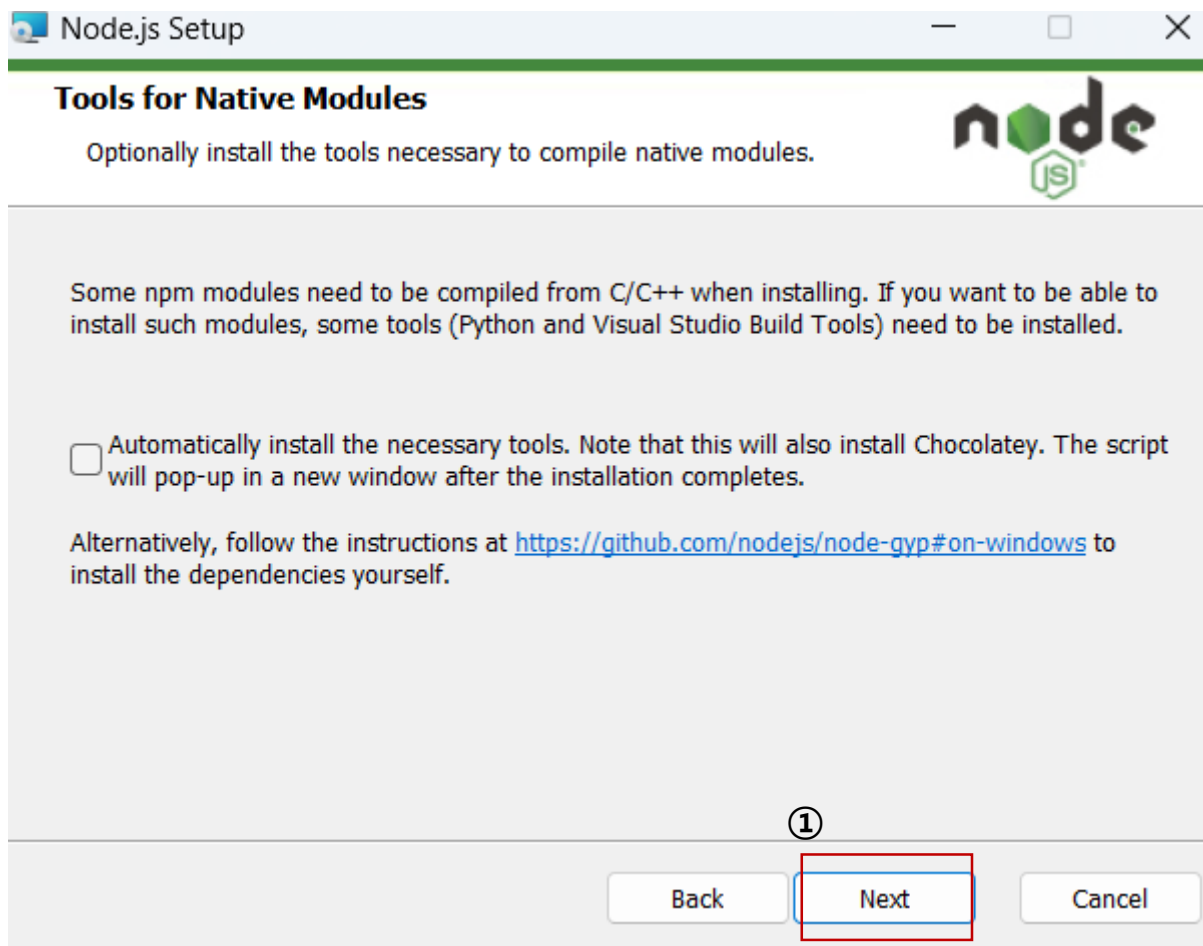 Node.js Setup
Tools for Native Modules
Optionally install the tools necessary to compile native modules.
node
JS
Some npm modules need to be compiled from C/C++ when installing. If you want to be able to
install such modules, some tools (Python and Visual Studio Build Tools) need to be installed.
Automatically install the necessary tools. Note that this will also install Chocolatey. The script
will pop-up in a new window after the installation completes.
Alternatively, follow the instructions at https://github.com/nodejs/node-gyp#on-windows to
install the dependencies yourself.
①
Back Next Cancel